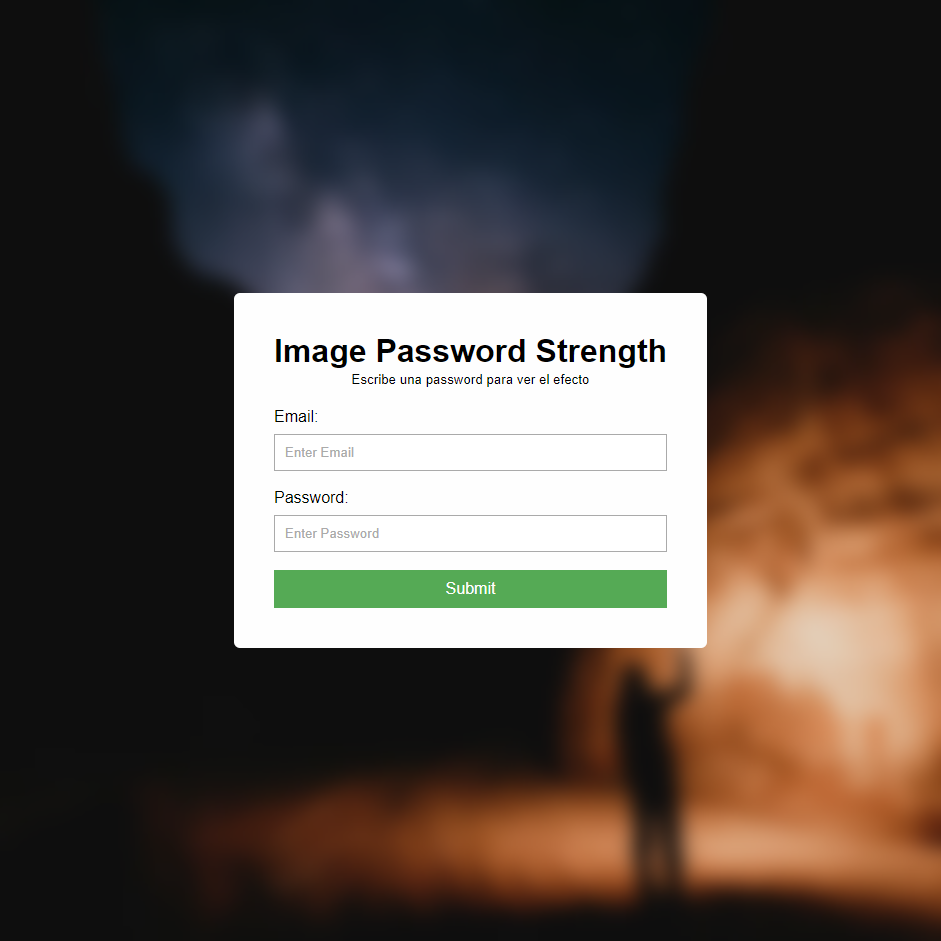 Image Password Strength
Escribe una password para ver el efecto
Email:
Enter Email
Password:
Enter Password
Submit